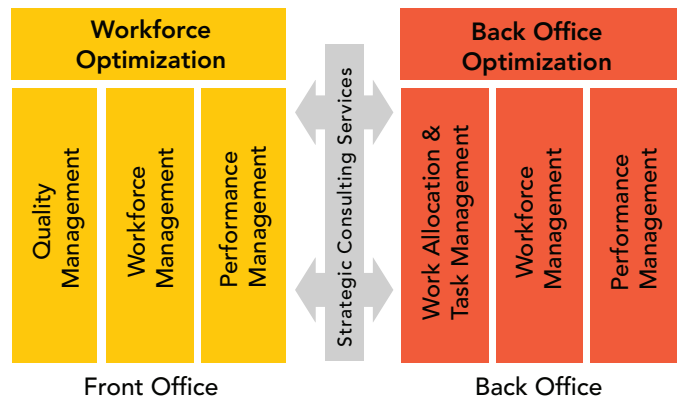 Workforce
Optimization
Quality
Management
Workforce
Management
Performance
Management
Front Office
Strategic Consulting Services
Back Office
Optimization
Work Allocation &
Task Management
Workforce
Management
Performance
Management
Back Office